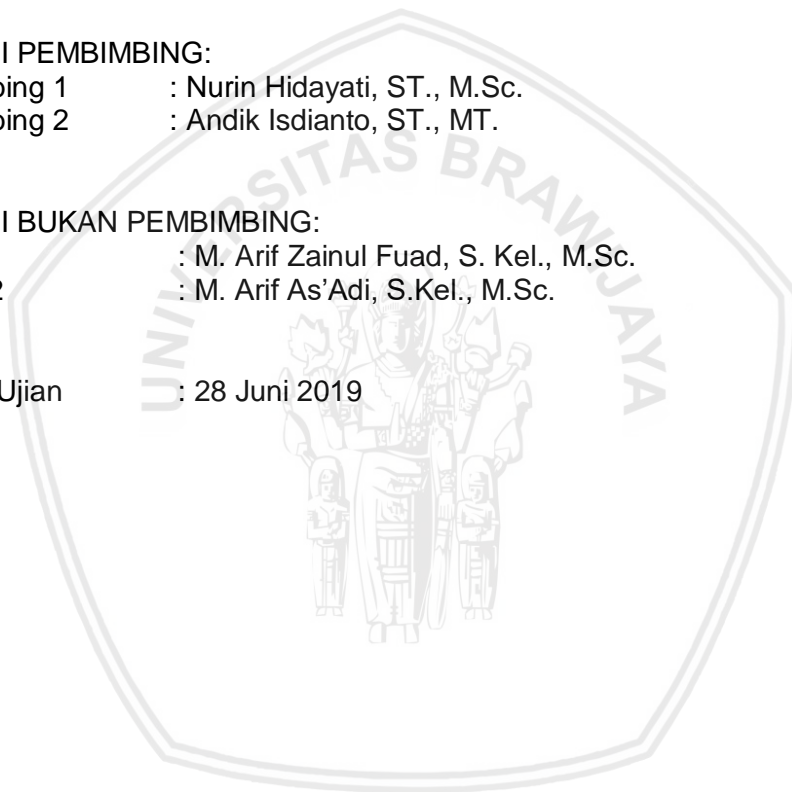 I PEMBIMBING:
bing 1 : Nurin Hidayati, ST., M.Sc.
bing 2 : Andik Isdianto, ST., MT.
I BUKAN PEMBIMBING:
: M. Arif Zainul Fuad, S. Kel., M.Sc.
2 : M. Arif As’Adi, S.Kel., M.Sc.
Ujian : 28 Juni 2019
UNIVERSITAS BRAWIJAYA